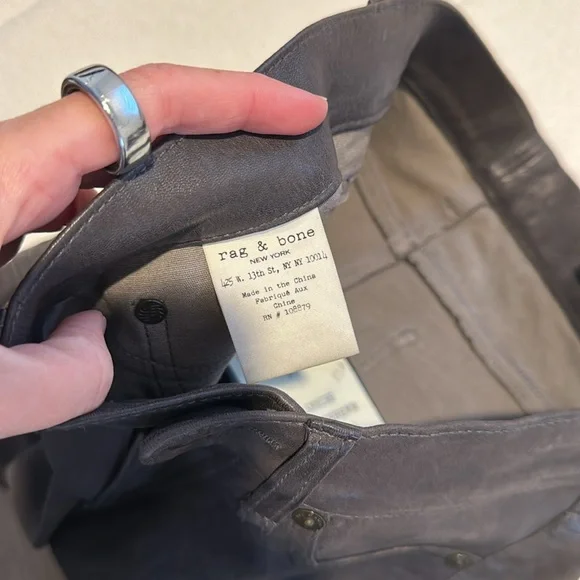 rag & bone
NEW YORK
425 W. 13th St., NY NY 10014
Made in the China
Fabriqué Aux
Chine
RN # 108879